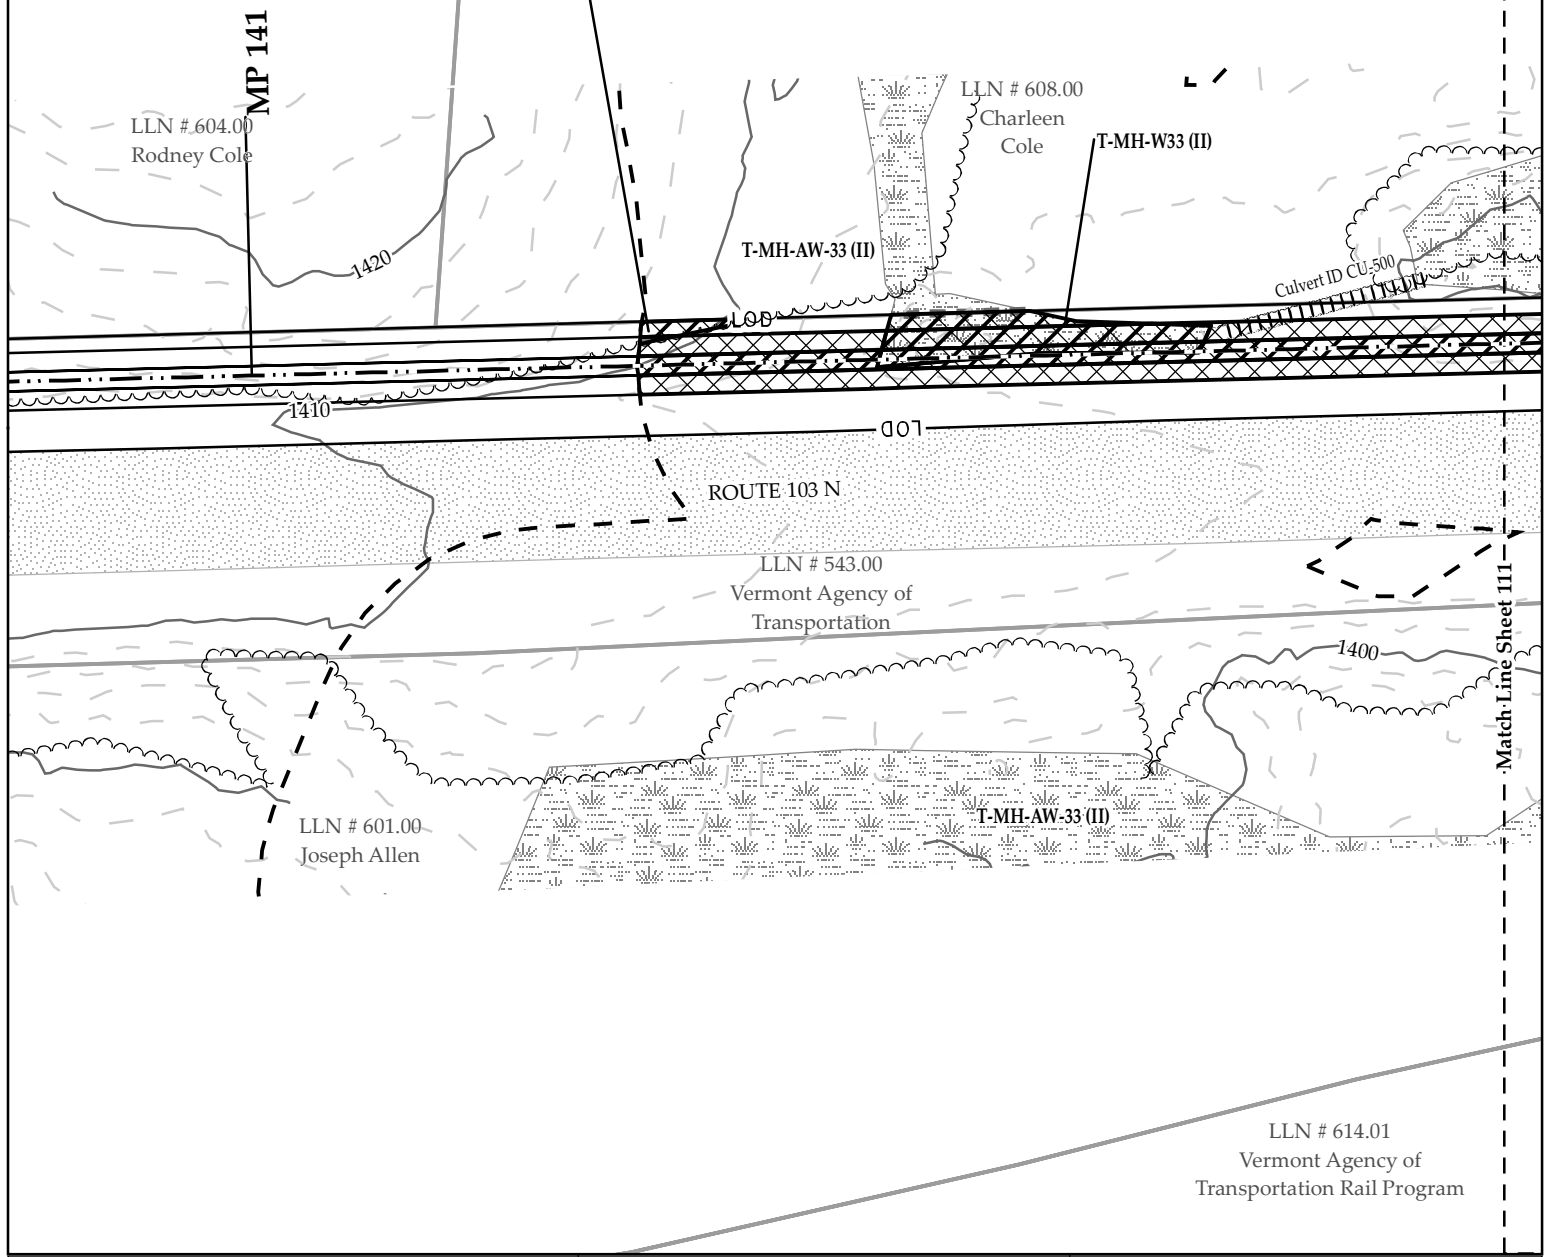 MP 141
LLN # 604.00
Rodney Cole
LLN # 608.00
Charleen
Cole
T-MH-W33 (II)
T-MH-AW-33 (II)
1420
Culvert ID CU-500
LOD
1410
LOD
ROUTE 103 N
LLN # 543.00
Vermont Agency of
Transportation
Match Line Sheet 111
1400
T-MH-AW-33 (II)
LLN # 601.00
Joseph Allen
LLN # 614.01
Vermont Agency of
Transportation Rail Program